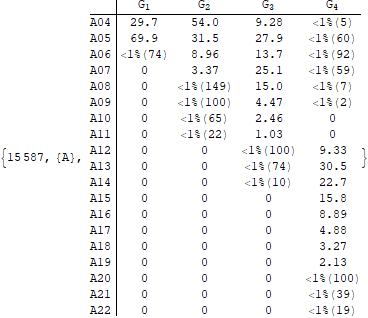 G1 G2 G3 G4
A04 29.7 54.0 9.28 <1%(5)
A05 69.9 31.5 27.9 <1%(60)
A06 <1%(74) 8.96 13.7 <1%(92)
A07 0 3.37 25.1 <1%(59)
A08 0 <1%(149) 15.0 <1%(7)
A09 0 <1%(100) 4.47 <1%(2)
A10 0 <1%(65) 2.46 0
A11 0 <1%(22) 1.03 0
A12 0 0 <1%(100) 9.33
{15587, {A}, A13 0 0 <1%(74) 30.5 }
A14 0 0 <1%(10) 22.7
A15 0 0 0 15.8
A16 0 0 0 8.89
A17 0 0 0 4.88
A18 0 0 0 3.27
A19 0 0 0 2.13
A20 0 0 0 <1%(100)
A21 0 0 0 <1%(39)
A22 0 0 0 <1%(19)